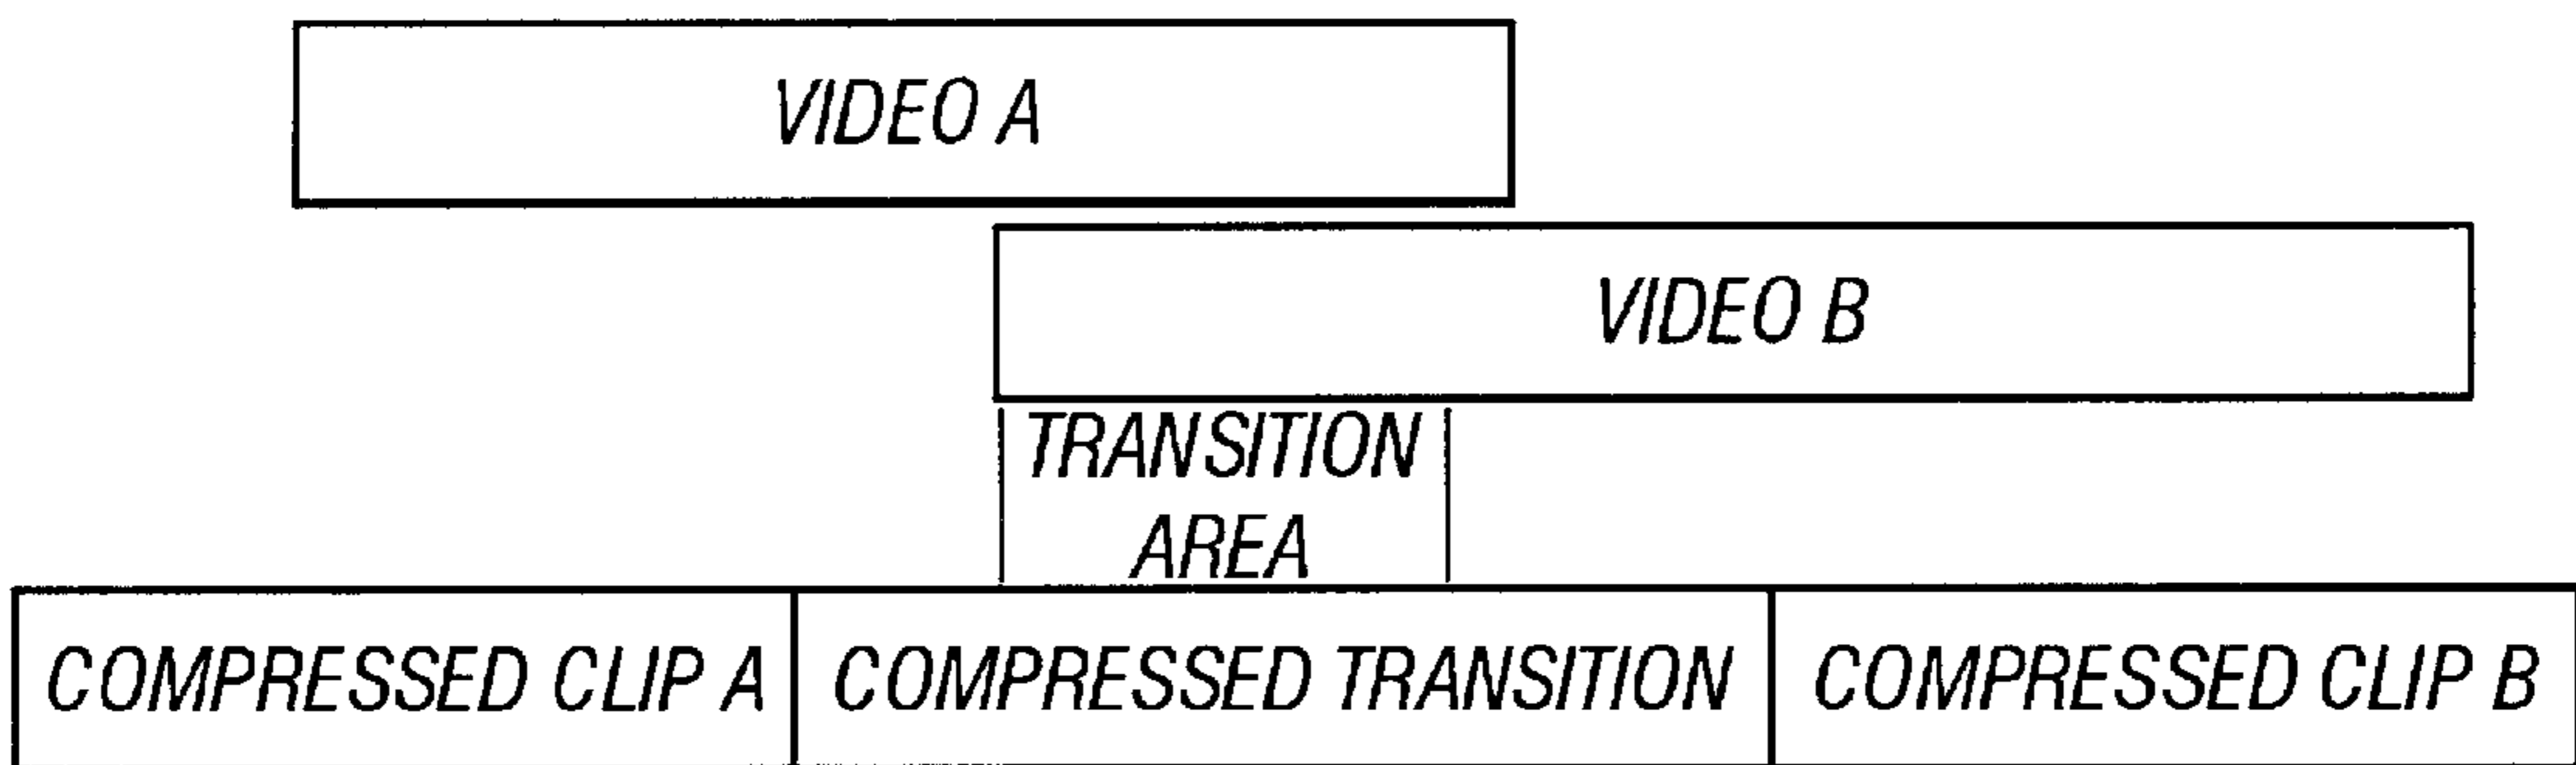 VIDEO A
VIDEO B
TRANSITION
AREA
COMPRESSED CLIP A
COMPRESSED TRANSITION
COMPRESSED CLIP B